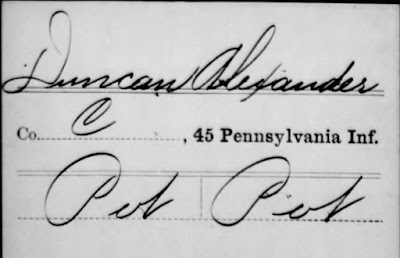 Duncan Alexander
Co. C, 45 Pennsylvania Inf.
Pvt Pvt